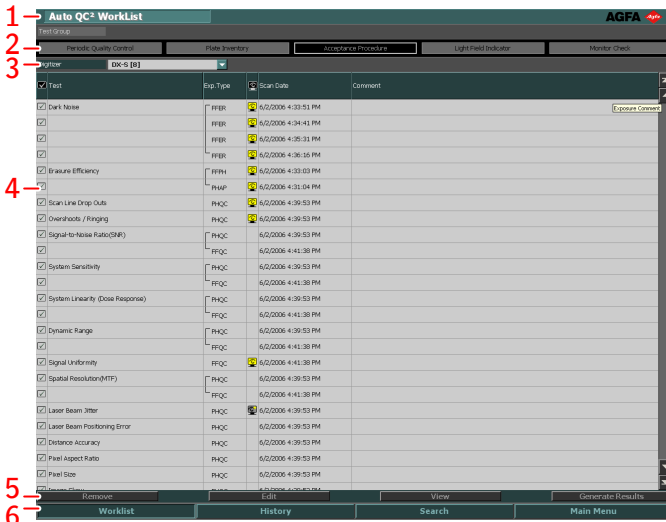 1 Auto QC² WorkList AGFA
Test Group
2 Periodic Quality Control Plate Inventory Acceptance Procedure Light Field Indicator Monitor Check
3 Digitizer DX-S [B]
Test Exp.Type Scan Date Comment
Dark Noise FFER 6/2/2006 4:33:51 PM Exposure Comment
FFER 6/2/2006 4:34:41 PM
FFER 6/2/2006 4:35:31 PM
FFER 6/2/2006 4:36:16 PM
Erasure Efficiency FFPH 6/2/2006 4:33:03 PM
4 PHAP 6/2/2006 4:31:04 PM
Scan Line Drop Outs PHQC 6/2/2006 4:39:53 PM
Overshoots / Ringing PHQC 6/2/2006 4:39:53 PM
Signal-to-Noise Ratio(SNR) PHQC 6/2/2006 4:39:53 PM
FFQC 6/2/2006 4:41:38 PM
System Sensitivity PHQC 6/2/2006 4:39:53 PM
FFQC 6/2/2006 4:41:38 PM
System Linearity (Dose Response) PHQC 6/2/2006 4:39:53 PM
FFQC 6/2/2006 4:41:38 PM
Dynamic Range PHQC 6/2/2006 4:39:53 PM
FFQC 6/2/2006 4:41:38 PM
Signal Uniformity FFQC 6/2/2006 4:41:38 PM
Spatial Resolution(MTF) PHQC 6/2/2006 4:39:53 PM
FFQC 6/2/2006 4:41:38 PM
Laser Beam Jitter PHQC 6/2/2006 4:39:53 PM
Laser Beam Positioning Error PHQC 6/2/2006 4:39:53 PM
Distance Accuracy PHQC 6/2/2006 4:39:53 PM
Pixel Aspect Ratio PHQC 6/2/2006 4:39:53 PM
Pixel Size PHQC 6/2/2006 4:39:53 PM
5 Remove Edit View Generate Results
6 Worklist History Search Main Menu